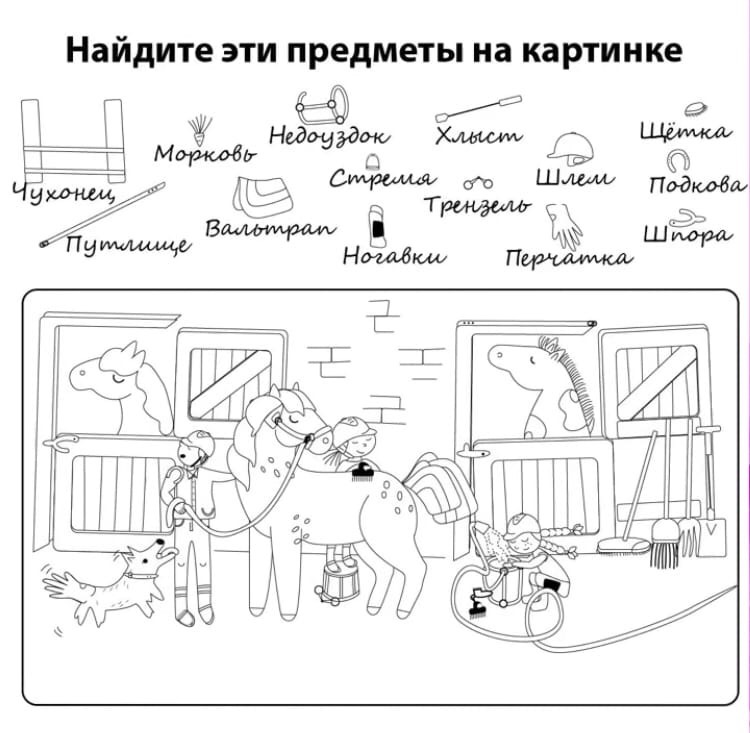 Найдите эти предметы на картинке
Чухонец
Морковь
Недоуздок
Хлыст
Щётка
Стремя
Шлем
Подкова
Трензель
Путлище
Вальтрап
Ногавки
Перчатка
Шпора